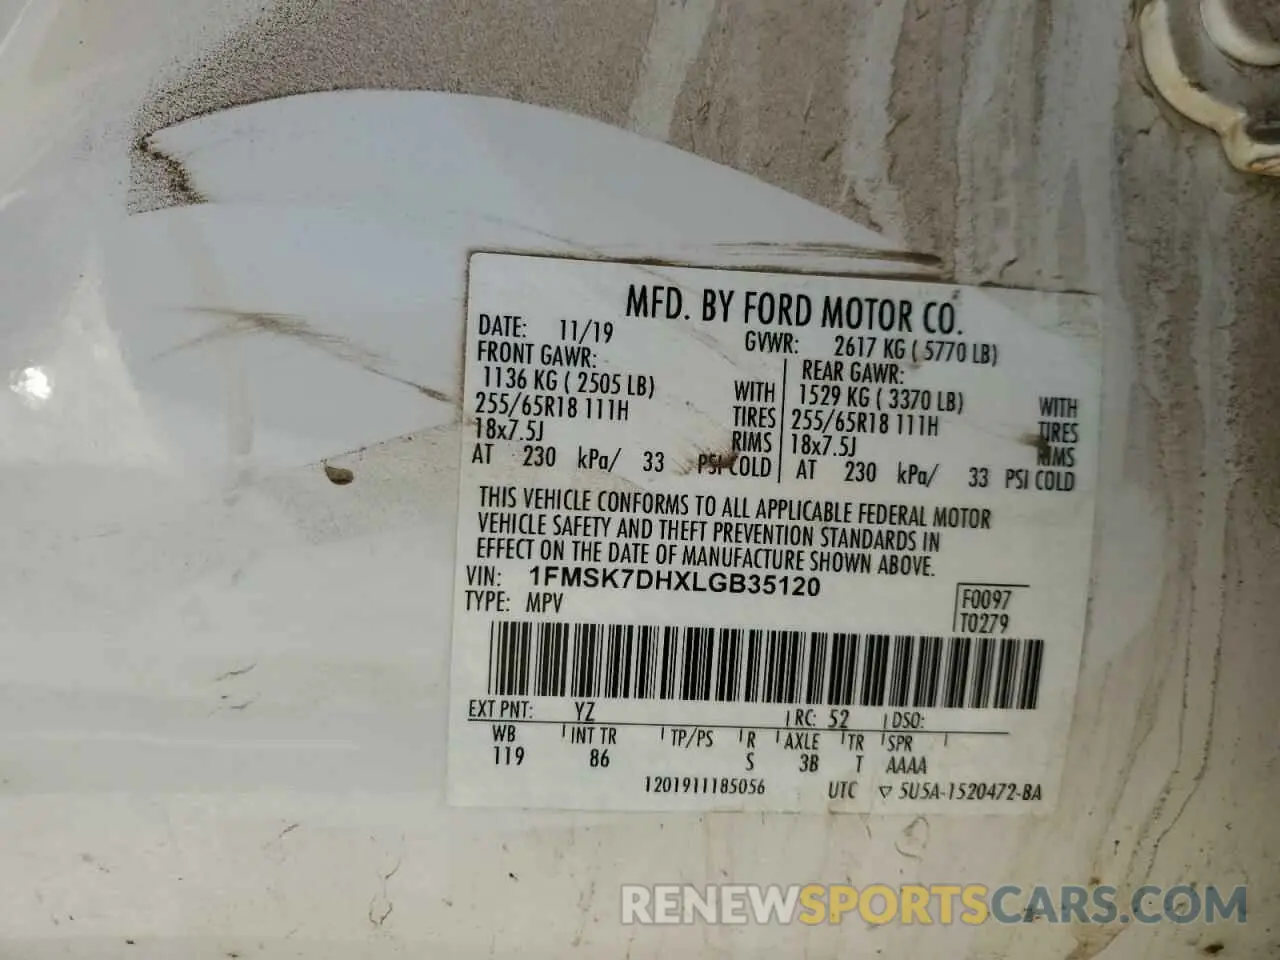 MFD. BY FORD MOTOR CO.
DATE: 11/19 GVWR: 2617 KG ( 5770 LB)
FRONT GAWR: REAR GAWR:
1136 KG ( 2505 LB) WITH 1529 KG ( 3370 LB) WITH
255/65R18 111H TIRES 255/65R18 111H TIRES
18x7.5J RIMS 18x7.5J RIMS
AT 230 kPa/ 33 PSI COLD AT 230 kPa/ 33 PSI COLD
THIS VEHICLE CONFORMS TO ALL APPLICABLE FEDERAL MOTOR
VEHICLE SAFETY AND THEFT PREVENTION STANDARDS IN
EFFECT ON THE DATE OF MANUFACTURE SHOWN ABOVE.
VIN: 1FMSK7DHXLGB35120
TYPE: MPV
F0097
T0279
EXT PNT: YZ RC: 52 DSO:
WB INT TR TP/PS R AXLE TR SPR
119 86 S 3B T AAAA
1201911185056 UTC ▽ 5U5A-1520472-BA
RENEWSPORTSCARS.COM